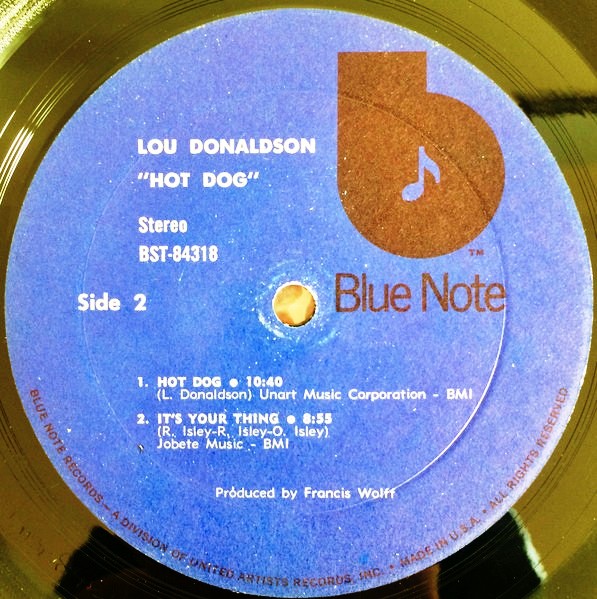 LOU DONALDSON
"HOT DOG"
Stereo
BST-84318
Side 2
b
TM
Blue Note
1. HOT DOG ● 10:40
(L. Donaldson) Unart Music Corporation - BMI
2. IT'S YOUR THING ● 8:55
(R. Isley-R. Isley-O. Isley)
Jobete Music - BMI
Produced by Francis Wolff
BLUE NOTE RECORDS — A DIVISION OF UNITED ARTISTS RECORDS, INC. • MADE IN U.S.A. • ALL RIGHTS RESERVED